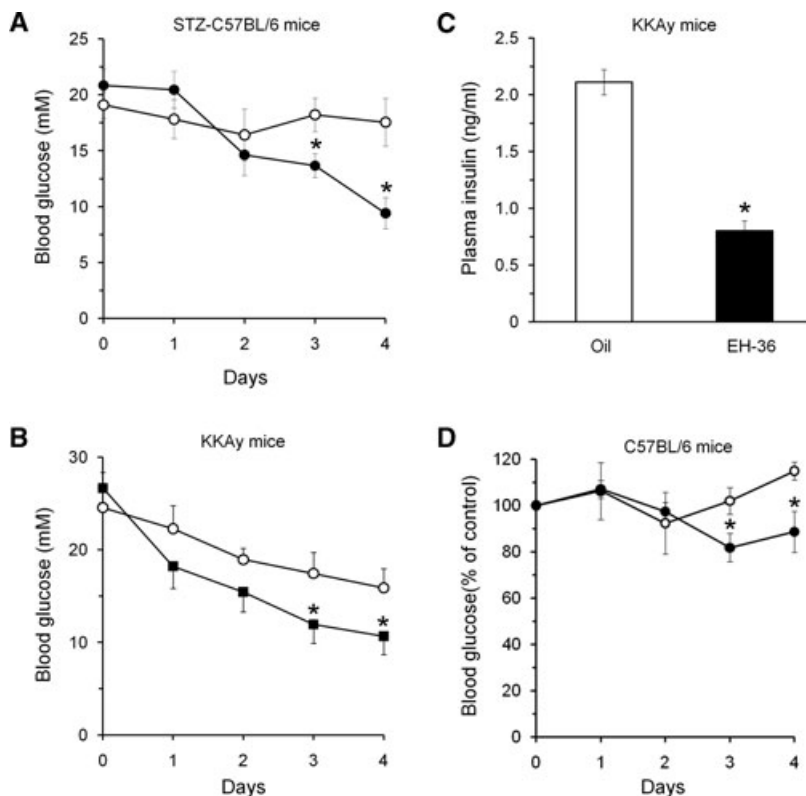 A
STZ-C57BL/6 mice
25
20
15
10
5
0
Blood glucose (mM)
*
*
0 1 2 3 4
Days
B
KKAy mice
30
20
10
0
Blood glucose (mM)
*
*
0 1 2 3 4
Days
C
KKAy mice
2.5
2.0
1.5
1.0
0.5
0
Plasma insulin (ng/ml)
*
Oil EH-36
D
C57BL/6 mice
120
100
80
60
40
20
0
Blood glucose(% of control)
*
*
0 1 2 3 4
Days